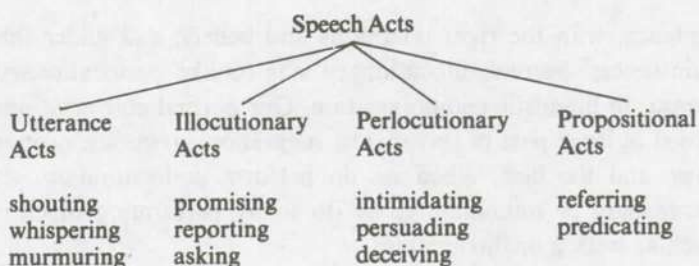 Speech Acts
Utterance
Acts
shouting
whispering
murmuring
Illocutionary
Acts
promising
reporting
asking
Perlocutionary
Acts
intimidating
persuading
deceiving
Propositional
Acts
referring
predicating